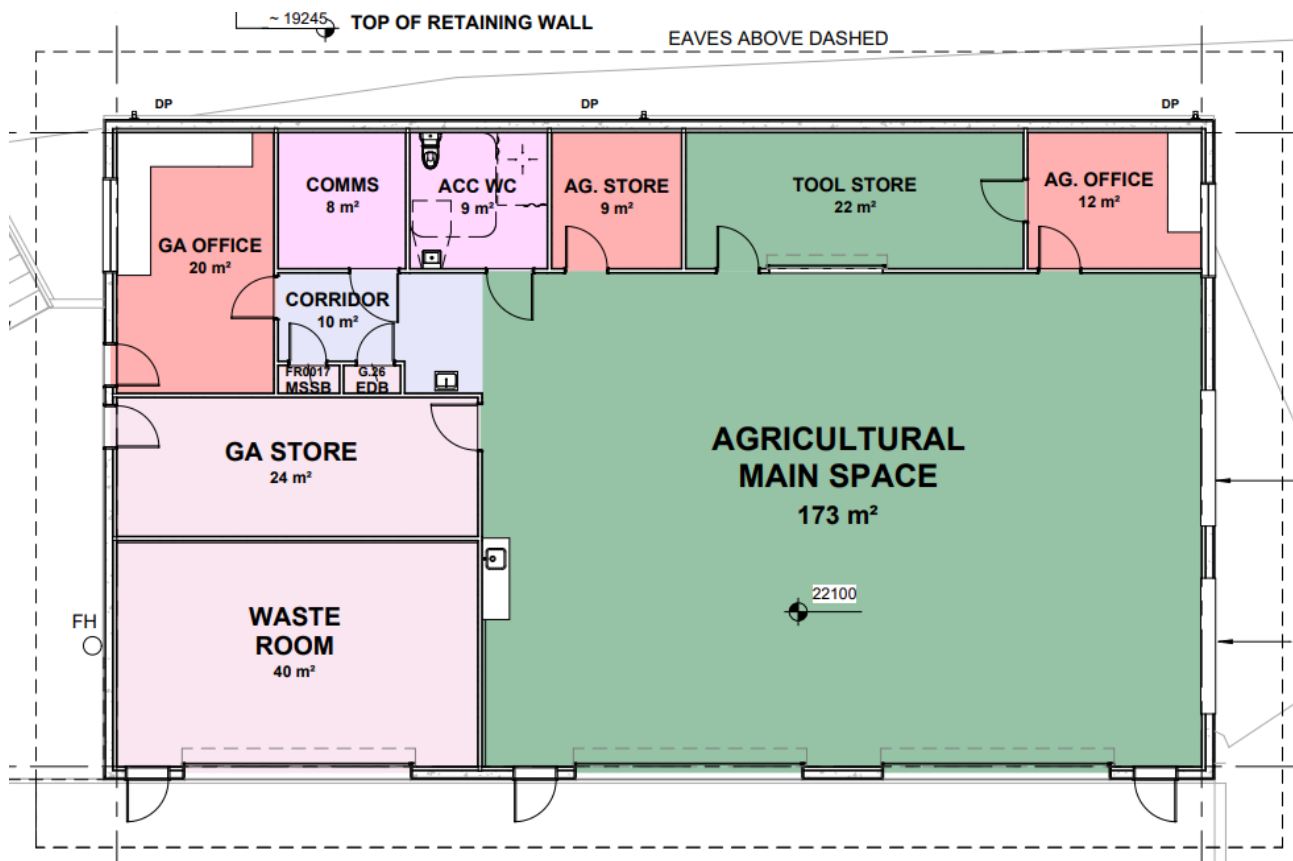 ~ 19245 TOP OF RETAINING WALL
EAVES ABOVE DASHED
DP
DP
DP
COMMS
8 m²
ACC WC
9 m²
AG. STORE
9 m²
TOOL STORE
22 m²
AG. OFFICE
12 m²
GA OFFICE
20 m²
CORRIDOR
10 m²
FR0017
MSSB
G.26
EDB
GA STORE
24 m²
AGRICULTURAL
MAIN SPACE
173 m²
22100
WASTE
ROOM
40 m²
FH